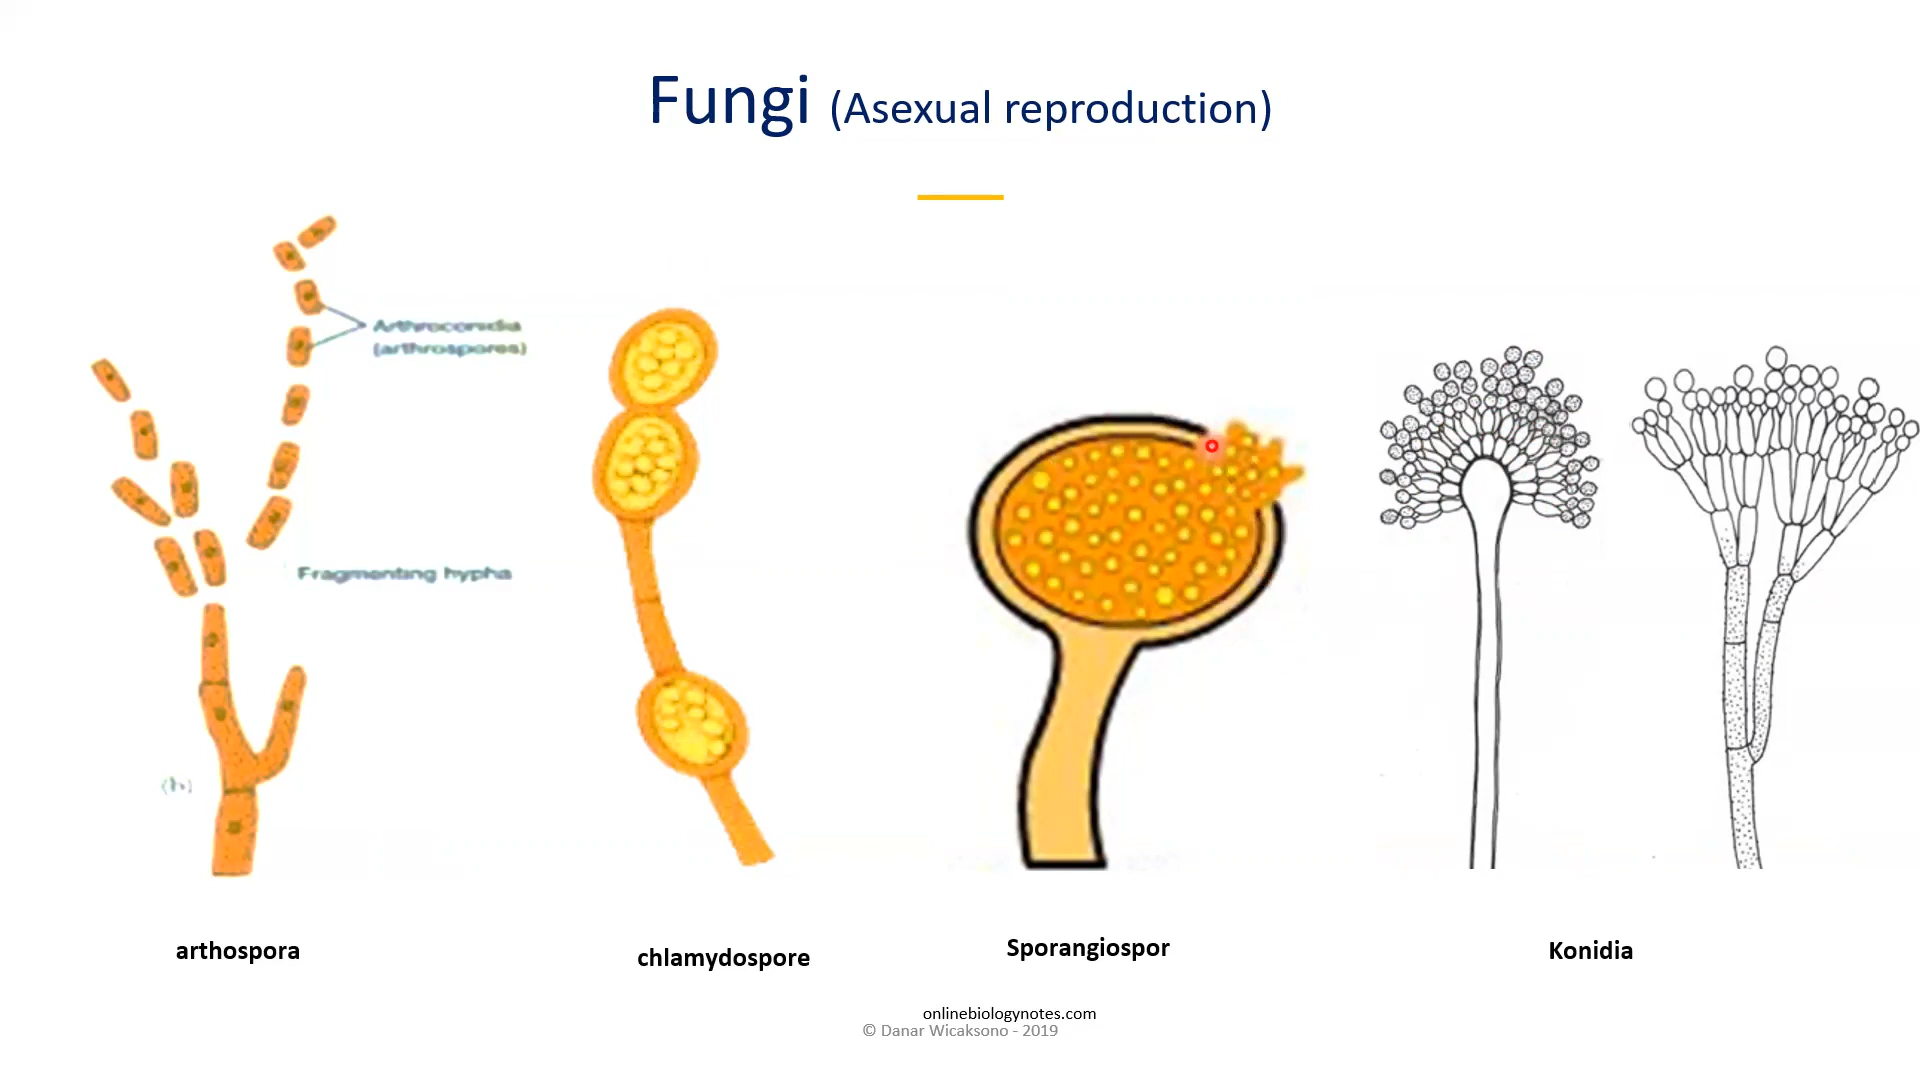 Fungi (Asexual reproduction)
Arthroconidia
(arthrospores)
Fragmenting hypha
(b)
arthospora
chlamydospore
Sporangiospor
Konidia
onlinebiologynotes.com
© Danar Wicaksono - 2019